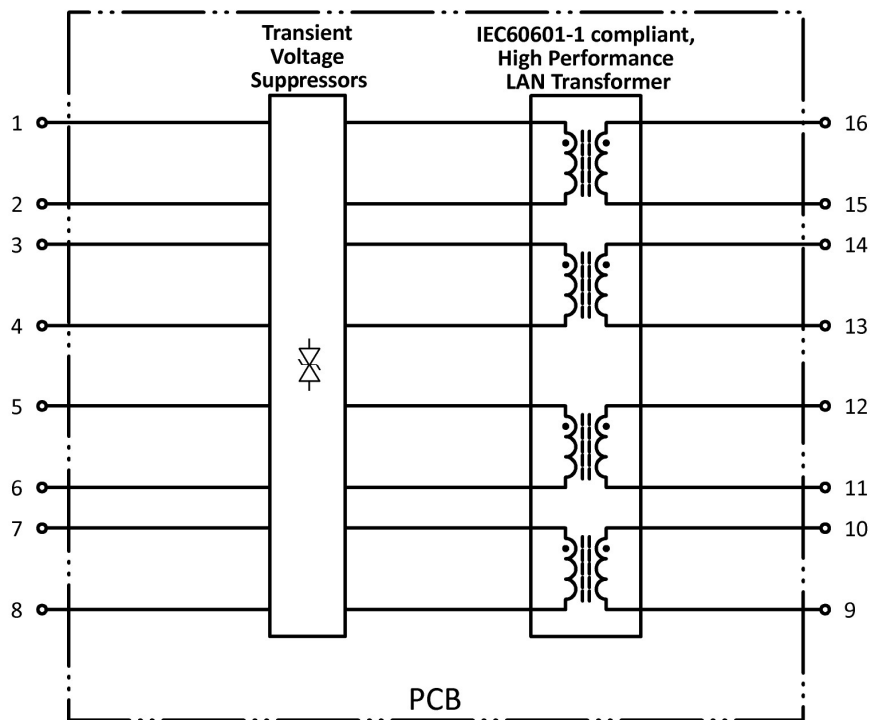 Transient
Voltage
Suppressors
IEC60601-1 compliant,
High Performance
LAN Transformer
1
16
2
15
3
14
4
13
5
12
6
11
7
10
8
9
PCB